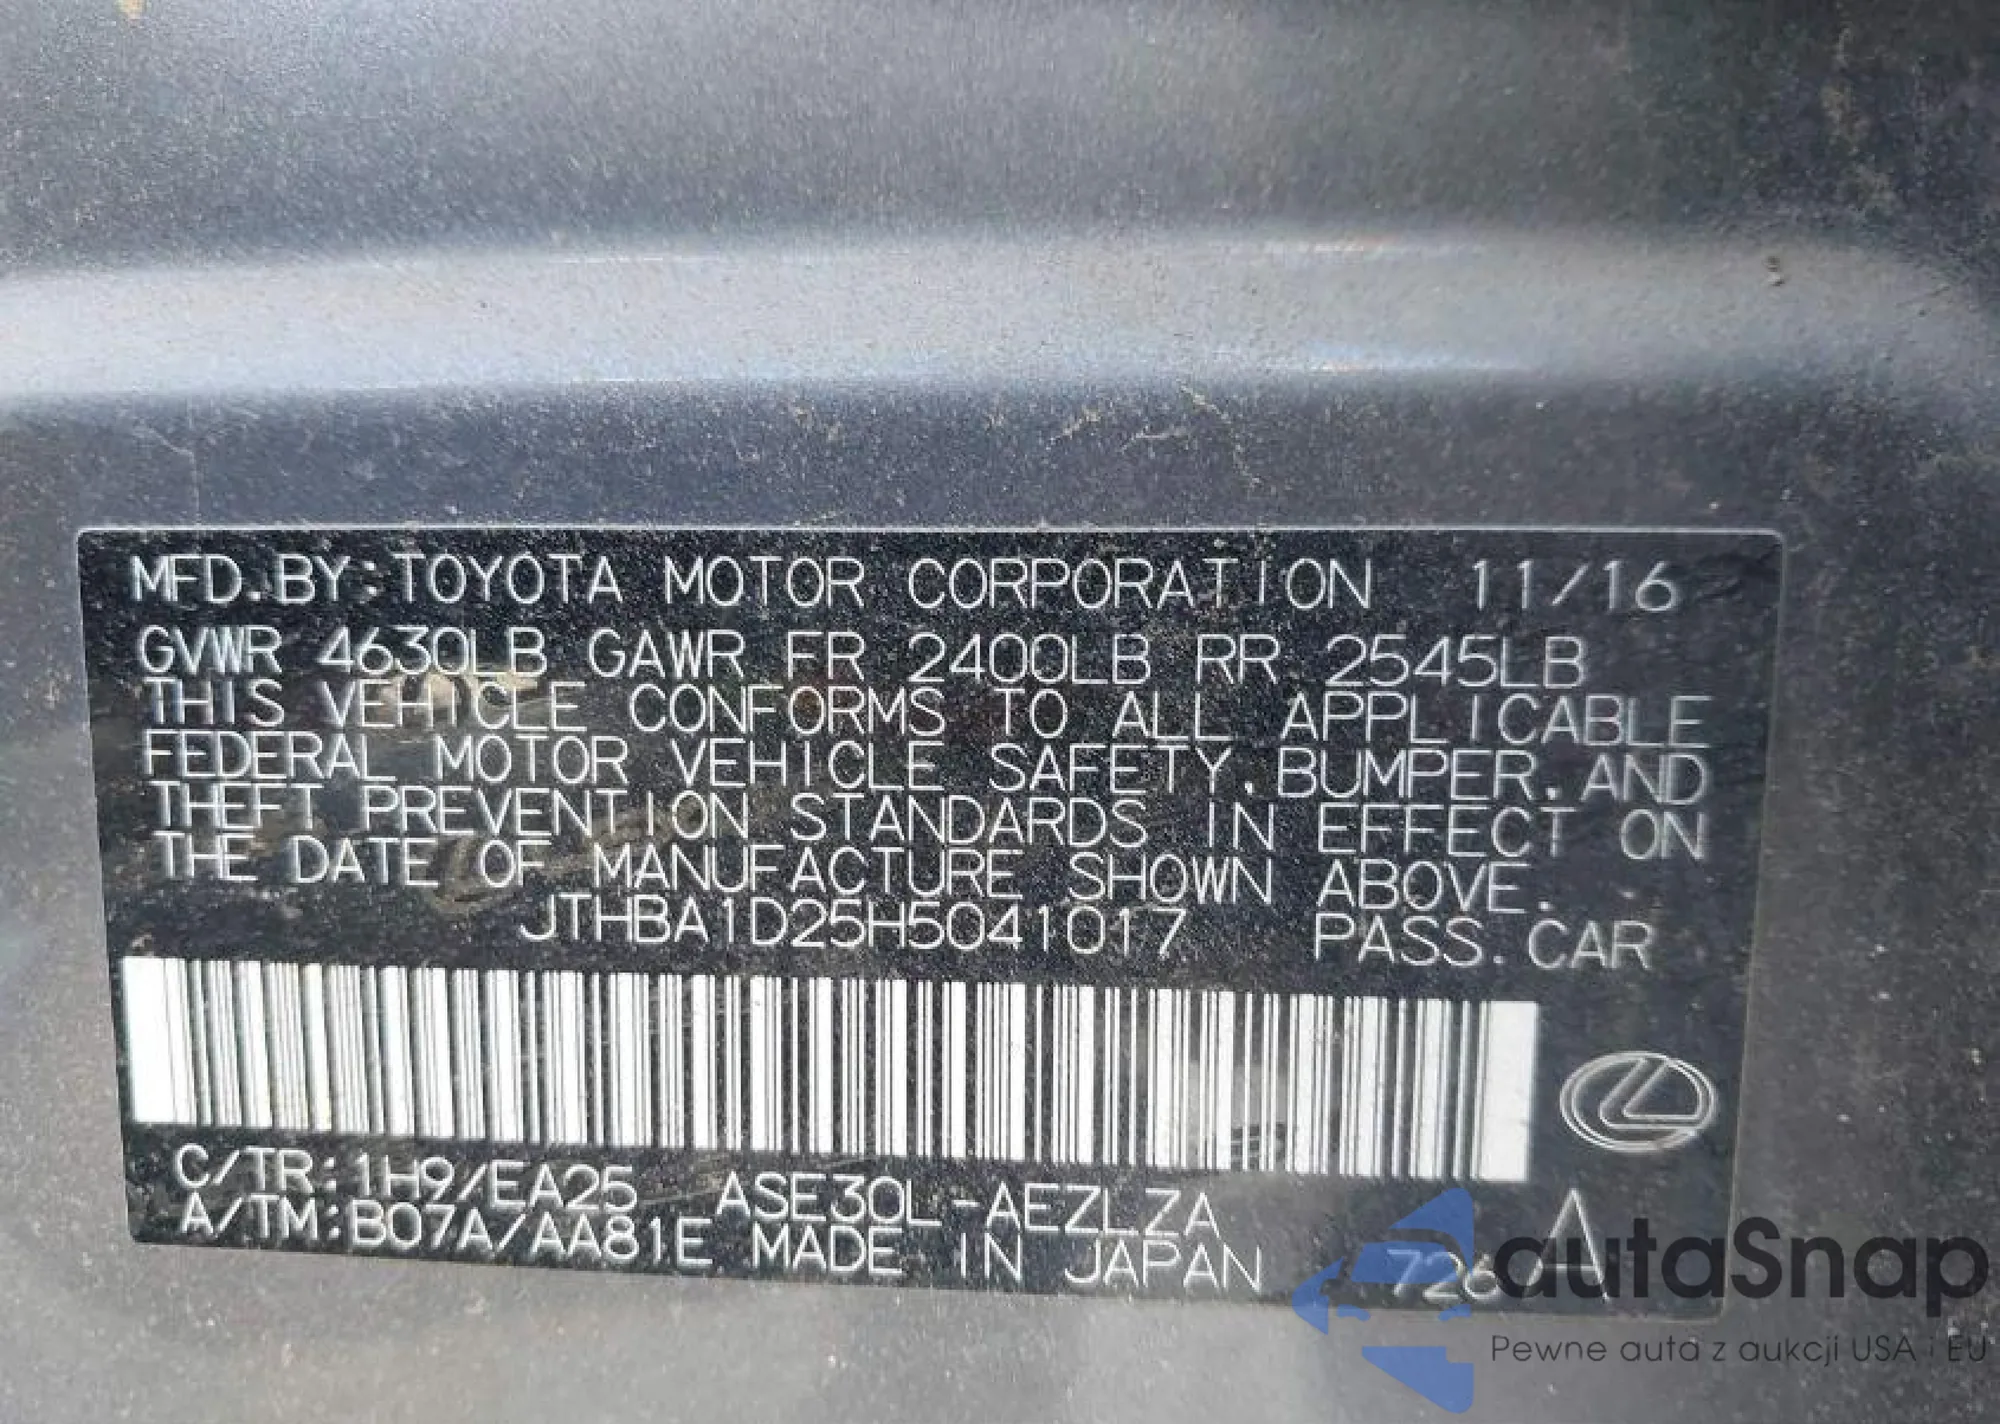 MFD.BY:TOYOTA MOTOR CORPORATION 11/16
GVWR 4630LB GAWR FR 2400LB RR 2545LB
THIS VEHICLE CONFORMS TO ALL APPLICABLE
FEDERAL MOTOR VEHICLE SAFETY,BUMPER,AND
THEFT PREVENTION STANDARDS IN EFFECT ON
THE DATE OF MANUFACTURE SHOWN ABOVE.
JTHBA1D25H5041017 PASS.CAR
C/TR:1H9/EA25 ASE30L-AEZLZA
A/TM:B07A/AA81E MADE IN JAPAN 726 A
autaSnap
Pewne auta z aukcji USA i EU